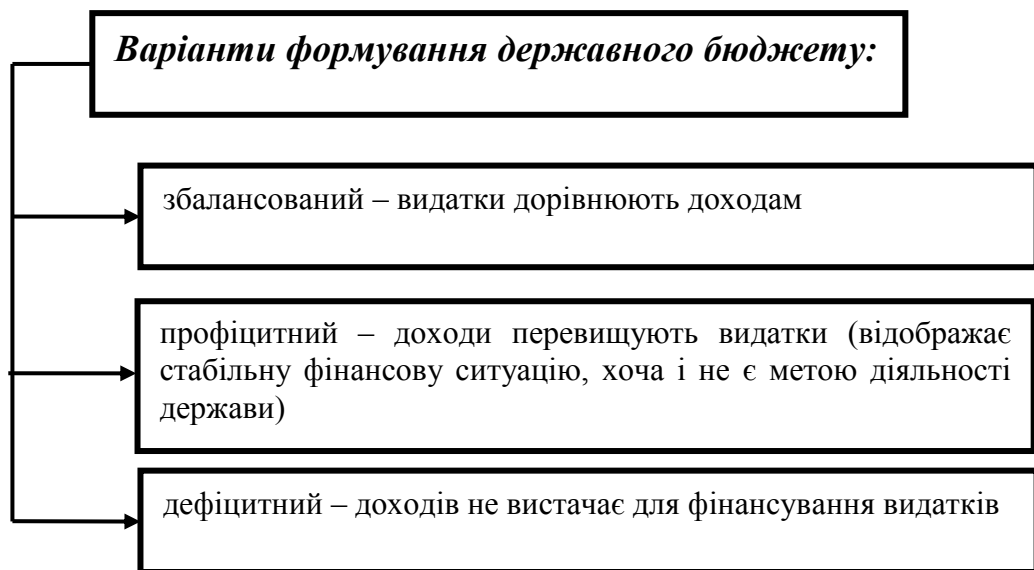 Варіанти формування державного бюджету:
збалансований – видатки дорівнюють доходам
профіцитний – доходи перевищують видатки (відображає
стабільну фінансову ситуацію, хоча і не є метою діяльності
держави)
дефіцитний – доходів не вистачає для фінансування видатків